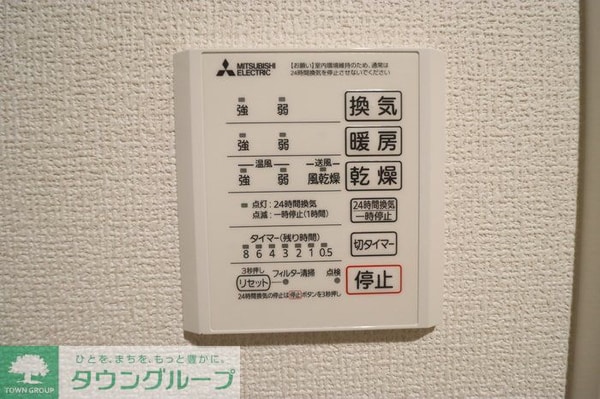 MITSUBISHI
ELECTRIC
【お願い】室内環境維持のため、通常は
24時間換気を停止させないでください
強 弱 換気
強 弱 暖房
温風 送風
強 弱 風乾燥 乾燥
点灯:24時間換気
点滅:一時停止(1時間)
24時間換気
一時停止
タイマー(残り時間)
8 6 4 3 2 1 0.5
切タイマー
3秒押し
リセット フィルター清掃 点検
停止
24時間換気の停止は停止ボタンを3秒押し
TOWN GROUP
ひとを、まちを、もっと豊かに。
タウングループ